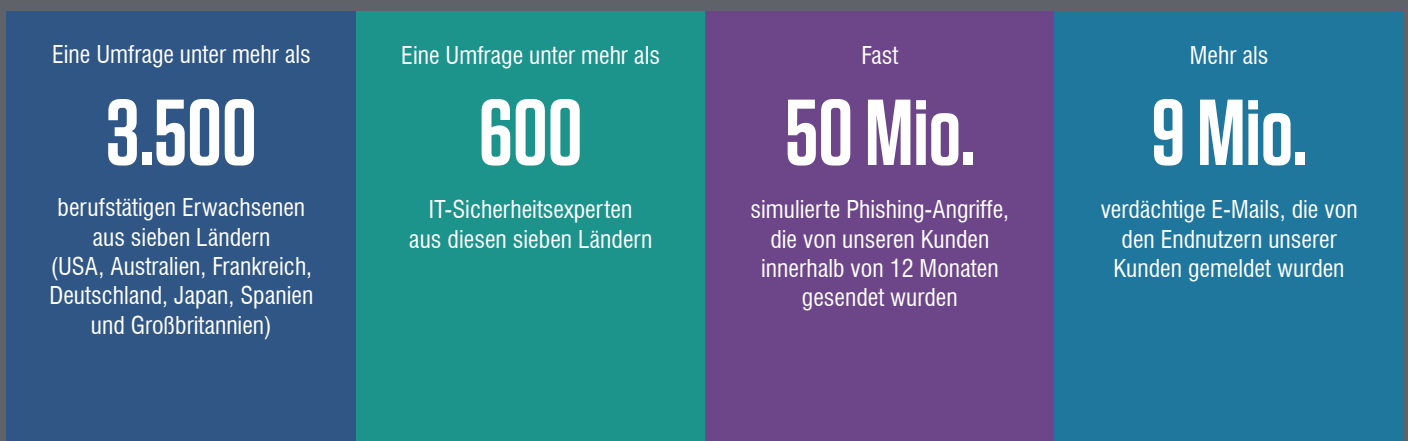 Eine Umfrage unter mehr als
3.500
berufstätigen Erwachsenen
aus sieben Ländern
(USA, Australien, Frankreich,
Deutschland, Japan, Spanien
und Großbritannien)
Eine Umfrage unter mehr als
600
IT-Sicherheitsexperten
aus diesen sieben Ländern
Fast
50 Mio.
simulierte Phishing-Angriffe,
die von unseren Kunden
innerhalb von 12 Monaten
gesendet wurden
Mehr als
9 Mio.
verdächtige E-Mails, die von
den Endnutzern unserer
Kunden gemeldet wurden